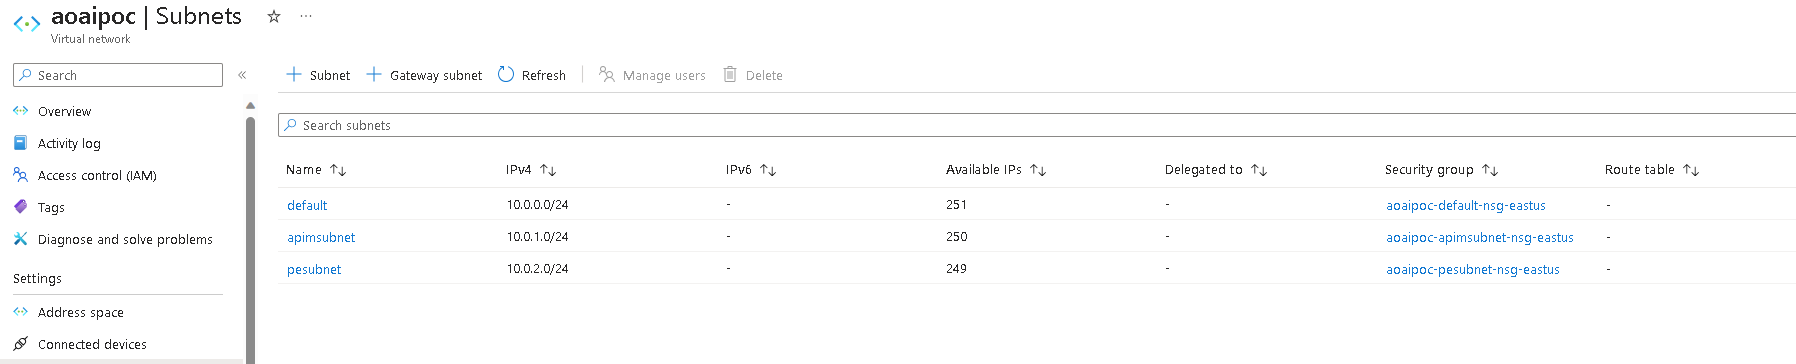 aoaipoc | Subnets ☆ ···
Virtual network
Search «
+ Subnet + Gateway subnet Refresh Manage users Delete
Overview
Activity log
Access control (IAM)
Tags
Diagnose and solve problems
Settings
Address space
Connected devices
Search subnets
Name ↑↓ IPv4 ↑↓ IPv6 ↑↓ Available IPs ↑↓ Delegated to ↑↓ Security group ↑↓ Route table ↑↓
default 10.0.0.0/24 - 251 - aoaipoc-default-nsg-eastus -
apimsubnet 10.0.1.0/24 - 250 - aoaipoc-apimsubnet-nsg-eastus -
pesubnet 10.0.2.0/24 - 249 - aoaipoc-pesubnet-nsg-eastus -